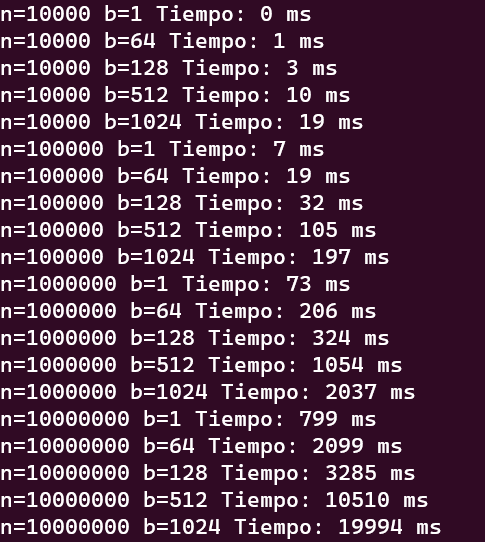 n=10000 b=1 Tiempo: 0 ms
n=10000 b=64 Tiempo: 1 ms
n=10000 b=128 Tiempo: 3 ms
n=10000 b=512 Tiempo: 10 ms
n=10000 b=1024 Tiempo: 19 ms
n=100000 b=1 Tiempo: 7 ms
n=100000 b=64 Tiempo: 19 ms
n=100000 b=128 Tiempo: 32 ms
n=100000 b=512 Tiempo: 105 ms
n=100000 b=1024 Tiempo: 197 ms
n=1000000 b=1 Tiempo: 73 ms
n=1000000 b=64 Tiempo: 206 ms
n=1000000 b=128 Tiempo: 324 ms
n=1000000 b=512 Tiempo: 1054 ms
n=1000000 b=1024 Tiempo: 2037 ms
n=10000000 b=1 Tiempo: 799 ms
n=10000000 b=64 Tiempo: 2099 ms
n=10000000 b=128 Tiempo: 3285 ms
n=10000000 b=512 Tiempo: 10510 ms
n=10000000 b=1024 Tiempo: 19994 ms